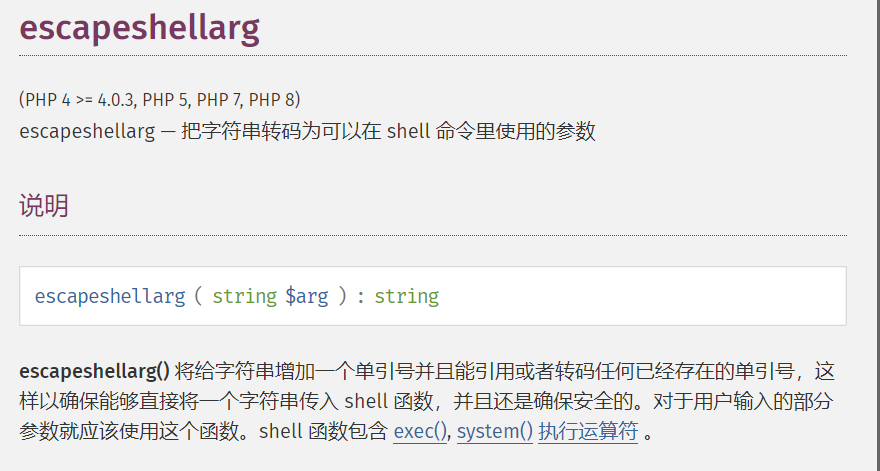 escapeshellarg
(PHP 4 >= 4.0.3, PHP 5, PHP 7, PHP 8)
escapeshellarg — 把字符串转码为可以在 shell 命令里使用的参数
说明
escapeshellarg ( string $arg ) : string
escapeshellarg() 将给字符串增加一个单引号并且能引用或者转码任何已经存在的单引号，这
样以确保能够直接将一个字符串传入 shell 函数，并且还是确保安全的。对于用户输入的部分
参数就应该使用这个函数。shell 函数包含 exec(), system() 执行运算符 。